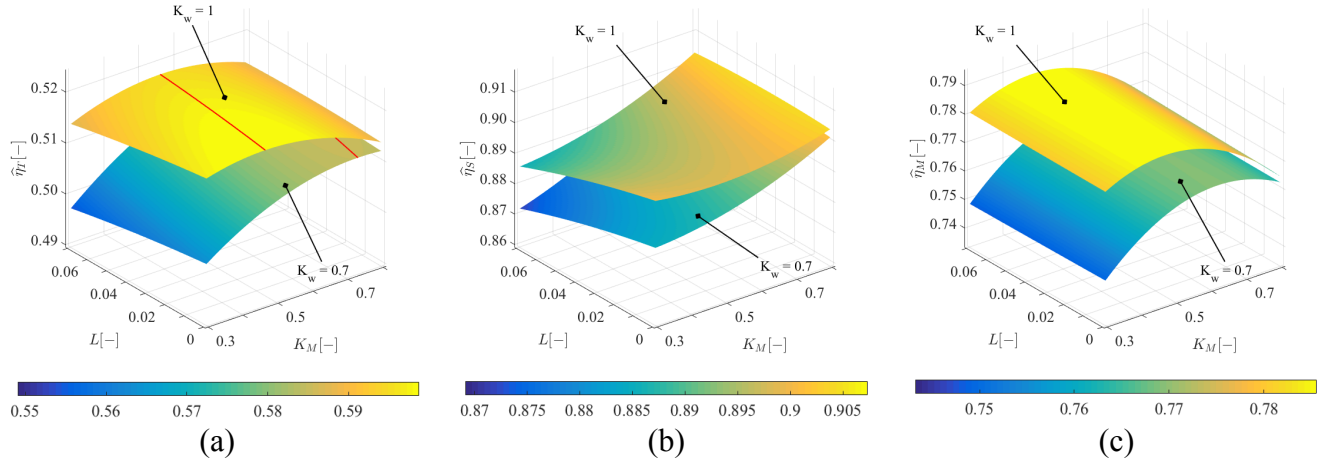 K_w = 1
0.52
0.51
0.50
0.49
η̂_T[−]
0.06
0.04
0.02
0
L[−]
0.3
0.5
0.7
K_M[−]
K_w = 0.7
0.55 0.56 0.57 0.58 0.59
(a)
K_w = 1
0.91
0.90
0.89
0.88
0.87
0.86
η̂_S[−]
0.06
0.04
0.02
0
L[−]
0.3
0.5
0.7
K_M[−]
K_w = 0.7
0.87 0.875 0.88 0.885 0.89 0.895 0.9 0.905
(b)
K_w = 1
0.79
0.78
0.77
0.76
0.75
0.74
η̂_M[−]
0.06
0.04
0.02
0
L[−]
0.3
0.5
0.7
K_M[−]
K_w = 0.7
0.75 0.76 0.77 0.78
(c)